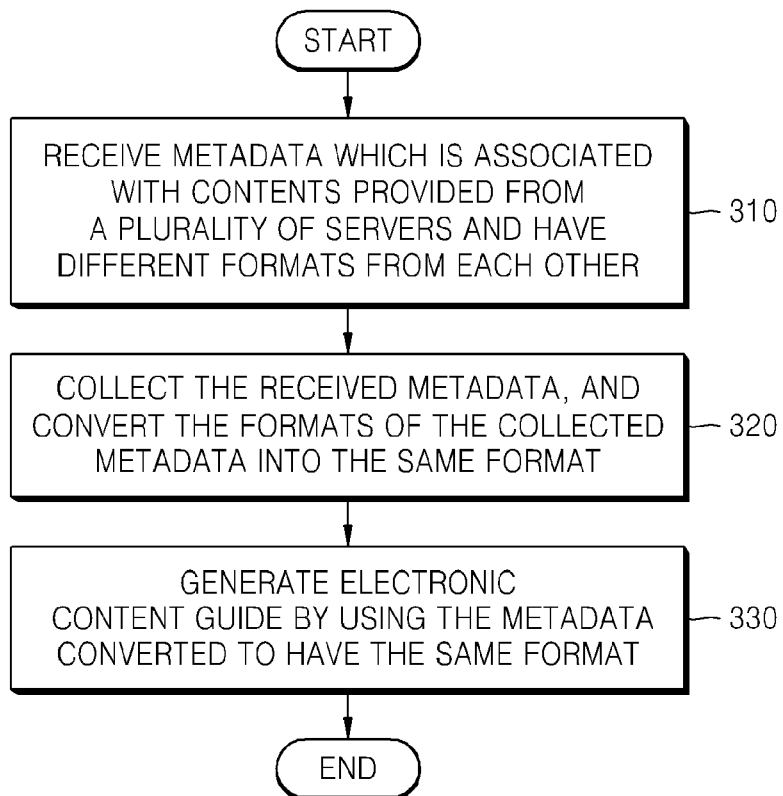 START
RECEIVE METADATA WHICH IS ASSOCIATED
WITH CONTENTS PROVIDED FROM
A PLURALITY OF SERVERS AND HAVE
DIFFERENT FORMATS FROM EACH OTHER
310
COLLECT THE RECEIVED METADATA, AND
CONVERT THE FORMATS OF THE COLLECTED
METADATA INTO THE SAME FORMAT
320
GENERATE ELECTRONIC
CONTENT GUIDE BY USING THE METADATA
CONVERTED TO HAVE THE SAME FORMAT
330
END